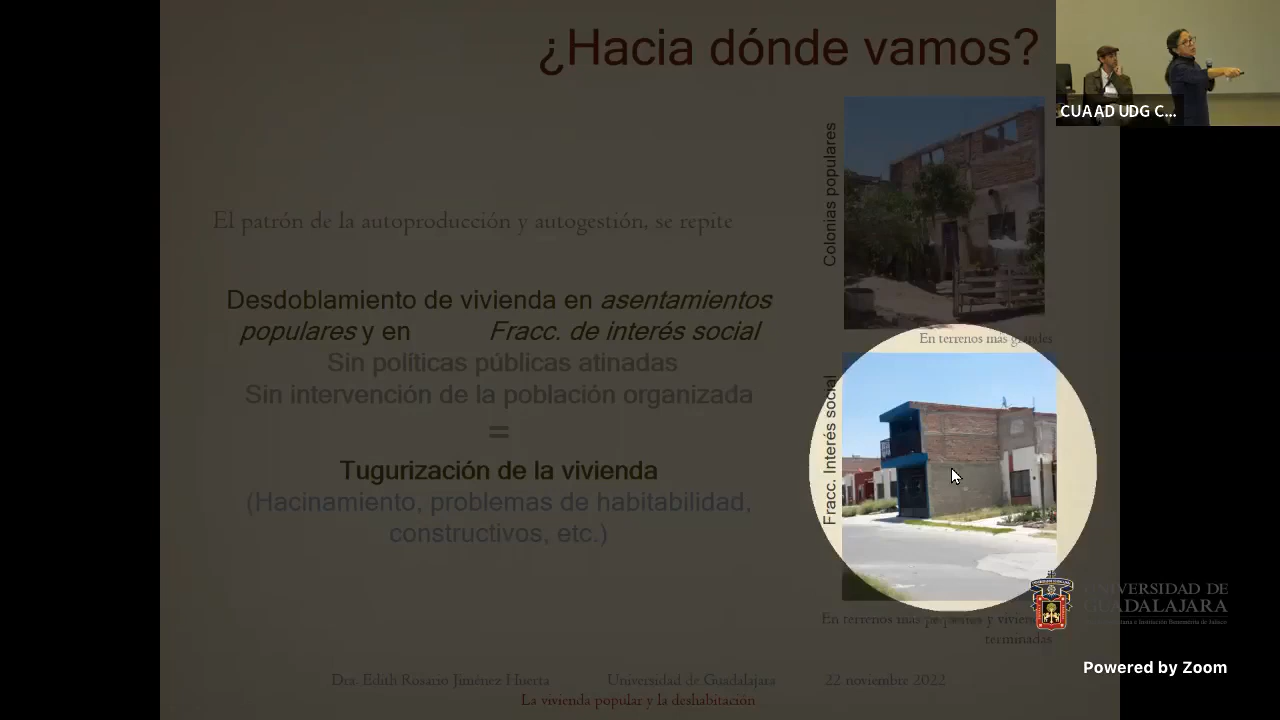 ¿Hacia dónde vamos?
CUAAD UDG C...
Colonias populares
El patrón de la autoproducción y autogestión, se repite
Desdoblamiento de vivienda en asentamientos
populares y en Fracc. de interés social
Sin políticas públicas atinadas
Sin intervención de la población organizada
=
Tugurización de la vivienda
(Hacinamiento, problemas de habitabilidad,
constructivos, etc.)
En terrenos más grandes
Fracc. Interés social
En terrenos más pequeños y viviendas
terminadas
UNIVERSIDAD DE
GUADALAJARA
Powered by Zoom
Dra. Edith Rosario Jiménez Huerta Universidad de Guadalajara 22 noviembre 2022
La vivienda popular y la deshabitación